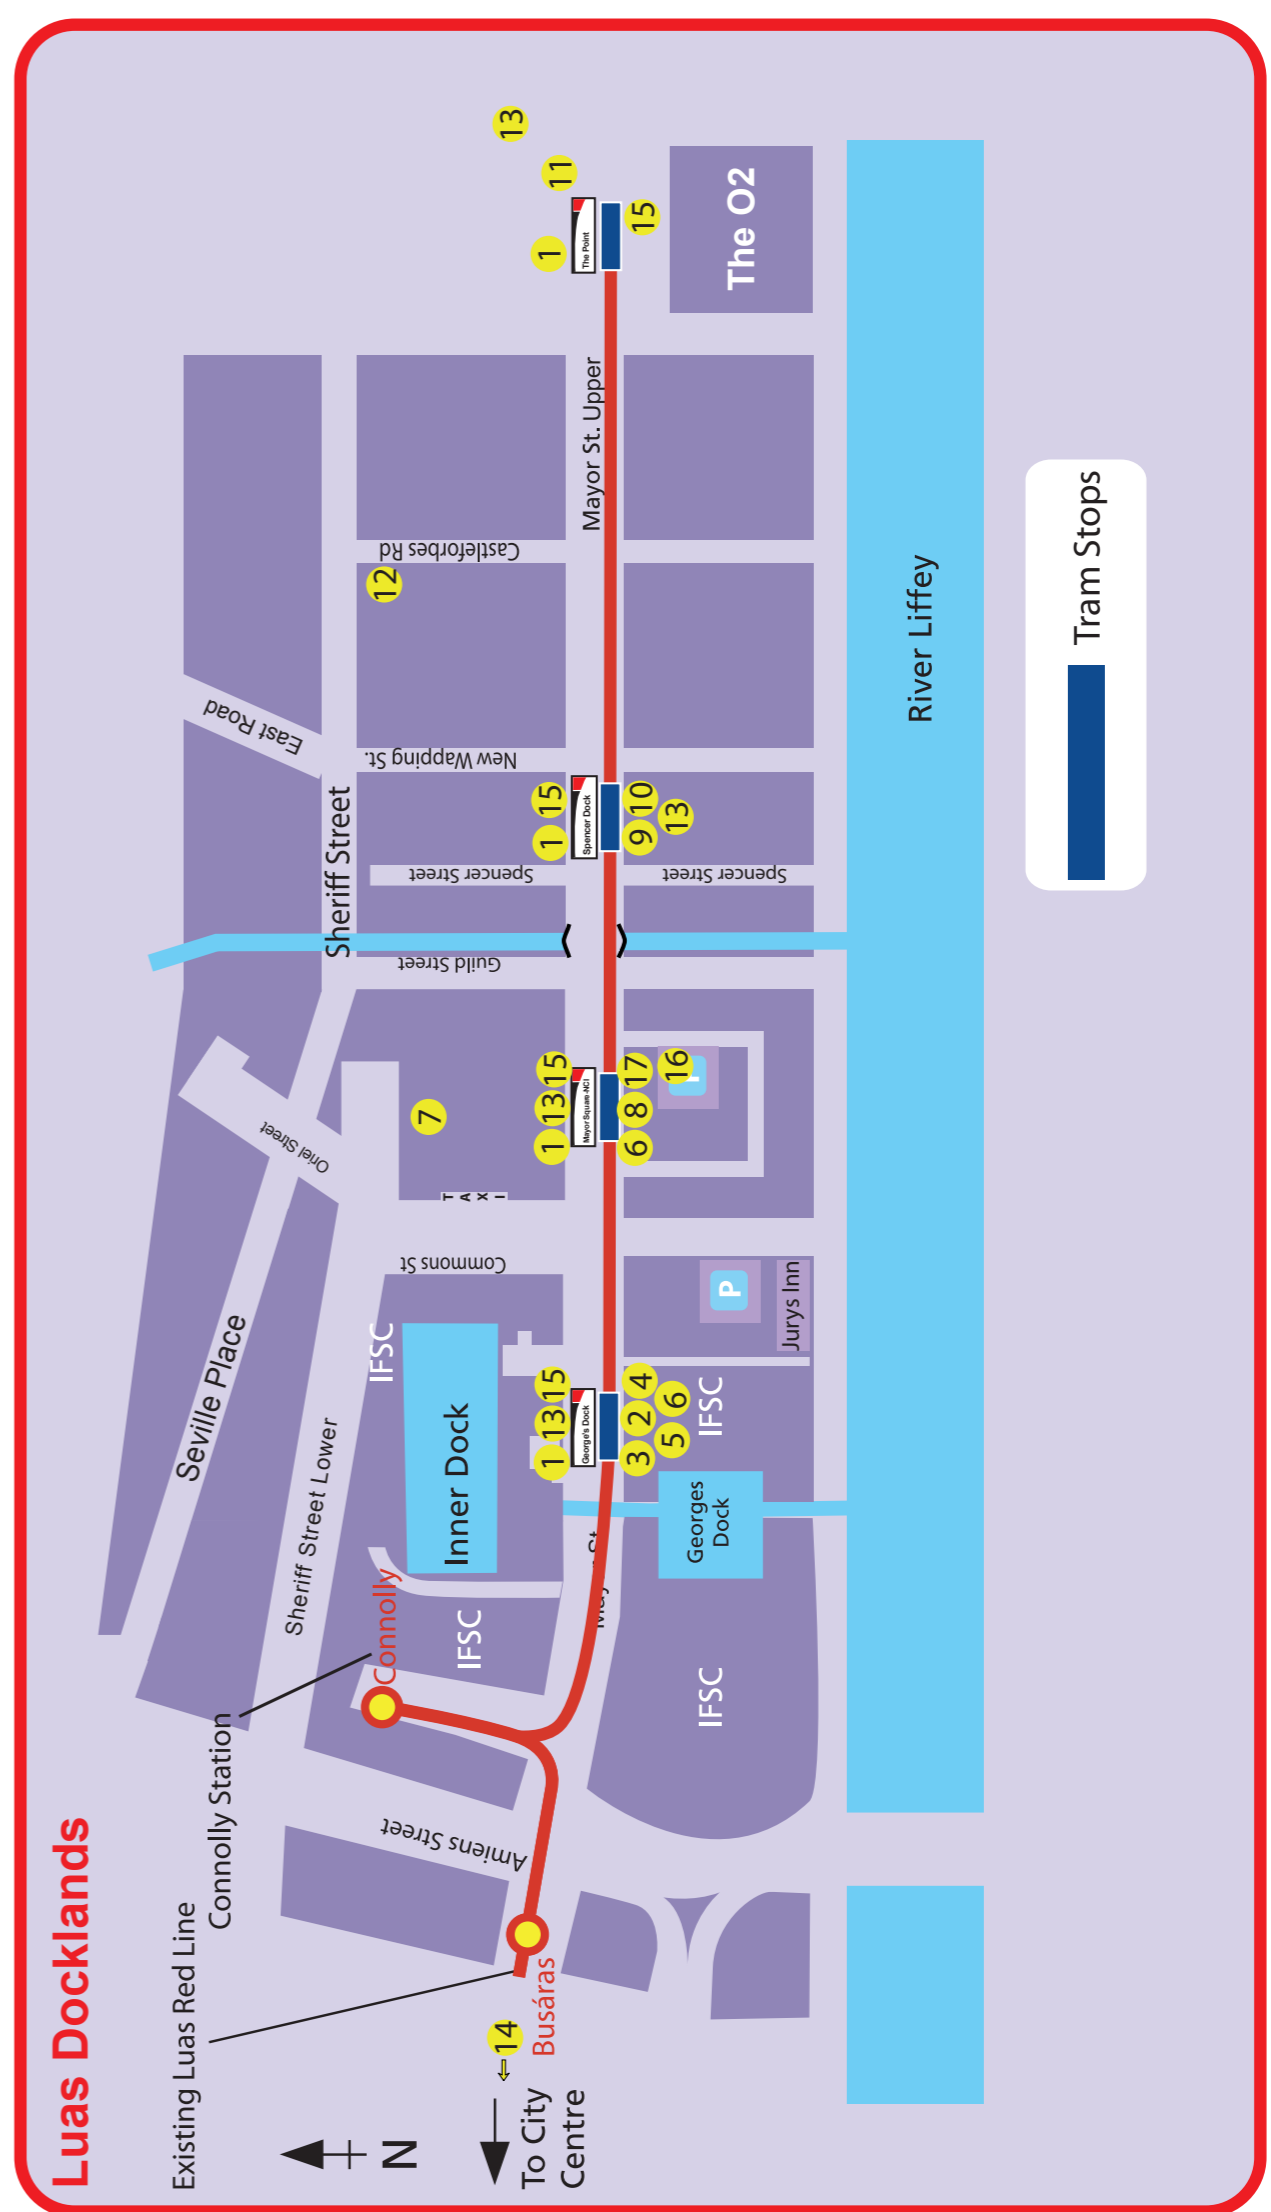 Luas Docklands
Existing Luas Red Line
Connolly Station
N
To City
Centre
14
Busáras
Connolly
Amiens Street
Seville Place
Sheriff Street Lower
Oriel Street
Sheriff Street
East Road
IFSC
IFSC
IFSC
IFSC
Inner Dock
Georges
Dock
1
13
15
George's Dock
3
2
4
5
6
Commons St
T
A
X
I
P
Jurys Inn
7
1
13
15
Mayor Square-NCI
6
8
17
16
Guild Street
Spencer Street
Spencer Street
1
15
Spencer Dock
9
10
13
New Wapping St.
12
Castleforbes Rd
Mayor St. Upper
1
11
13
The Point
15
The O2
River Liffey
Tram Stops